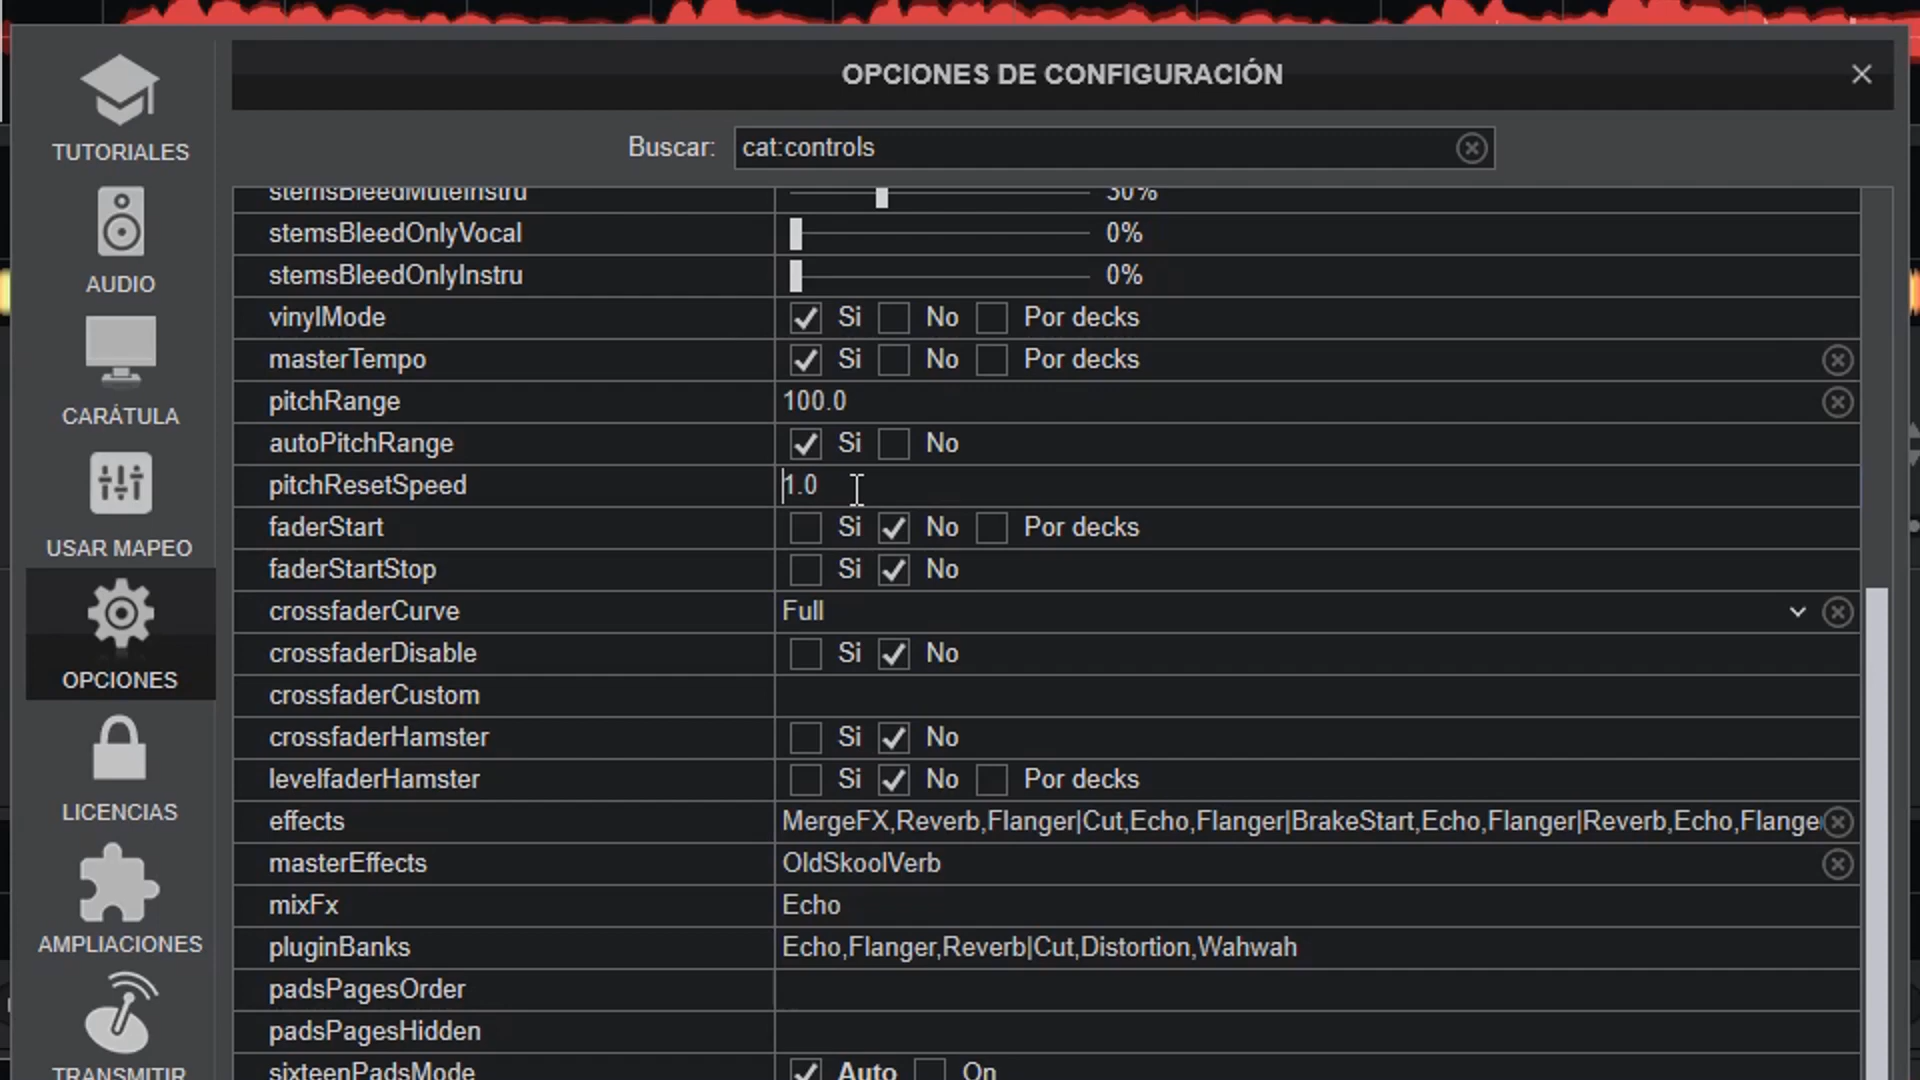 OPCIONES DE CONFIGURACIÓN
TUTORIALES
AUDIO
CARÁTULA
USAR MAPEO
OPCIONES
LICENCIAS
AMPLIACIONES
TRANSMITIR
Buscar: cat:controls
stemsBleedMuteInstru 30%
stemsBleedOnlyVocal 0%
stemsBleedOnlyInstru 0%
vinylMode Si No Por decks
masterTempo Si No Por decks
pitchRange 100.0
autoPitchRange Si No
pitchResetSpeed 1.0
faderStart Si No Por decks
faderStartStop Si No
crossfaderCurve Full
crossfaderDisable Si No
crossfaderCustom
crossfaderHamster Si No
levelfaderHamster Si No Por decks
effects MergeFX,Reverb,Flanger|Cut,Echo,Flanger|BrakeStart,Echo,Flanger|Reverb,Echo,Flange
masterEffects OldSkoolVerb
mixFx Echo
pluginBanks Echo,Flanger,Reverb|Cut,Distortion,Wahwah
padsPagesOrder
padsPagesHidden
sixteenPadsMode Auto On